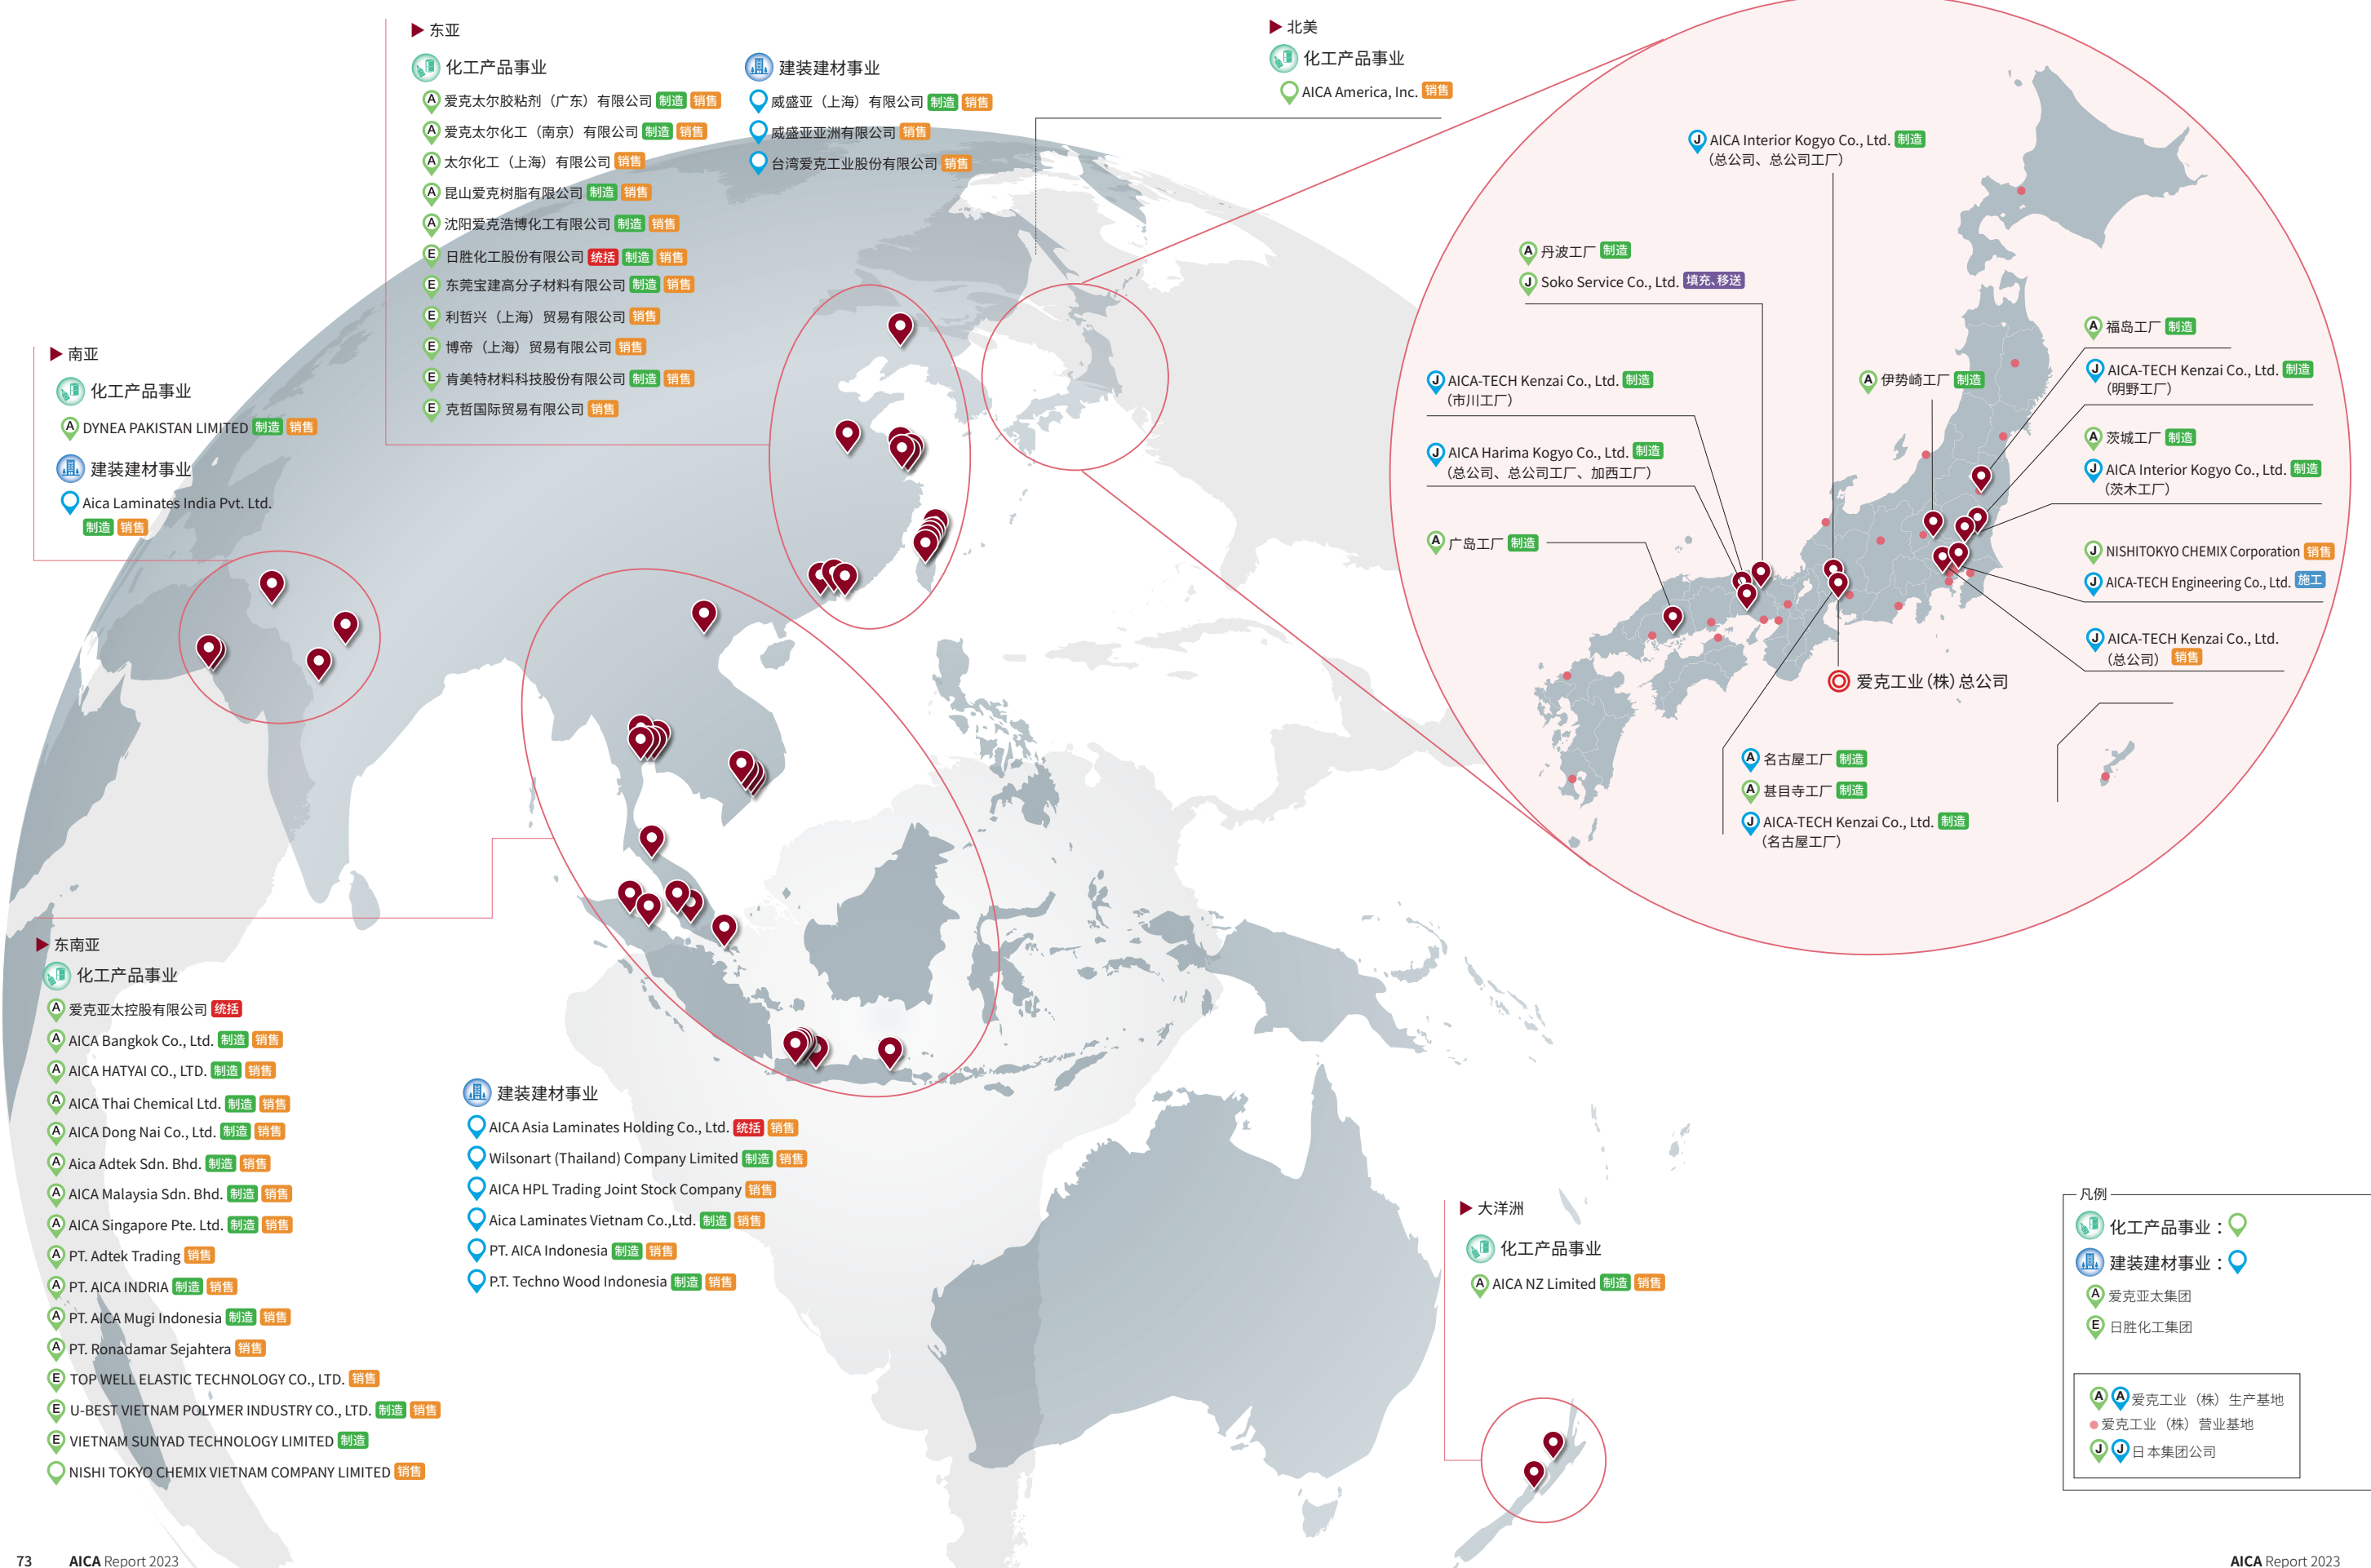 东亚
化工产品事业
A 爱克太尔胶粘剂（广东）有限公司 制造 销售
A 爱克太尔化工（南京）有限公司 制造 销售
A 太尔化工（上海）有限公司 销售
A 昆山爱克树脂有限公司 制造 销售
A 沈阳爱克浩博化工有限公司 制造 销售
E 日胜化工股份有限公司 统括 制造 销售
E 东莞宝建高分子材料有限公司 制造 销售
E 利哲兴（上海）贸易有限公司 销售
E 博帝（上海）贸易有限公司 销售
E 肯美特材料科技股份有限公司 制造 销售
E 克哲国际贸易有限公司 销售
建装建材事业
威盛亚（上海）有限公司 制造 销售
威盛亚亚洲有限公司 销售
台湾爱克工业股份有限公司 销售
北美
化工产品事业
AICA America, Inc. 销售
南亚
化工产品事业
A DYNEA PAKISTAN LIMITED 制造 销售
建装建材事业
Aica Laminates India Pvt. Ltd.
制造 销售
J AICA Interior Kogyo Co., Ltd. 制造
（总公司、总公司工厂）
A 丹波工厂 制造
J Soko Service Co., Ltd. 填充、移送
J AICA-TECH Kenzai Co., Ltd. 制造
（市川工厂）
J AICA Harima Kogyo Co., Ltd. 制造
（总公司、总公司工厂、加西工厂）
A 广岛工厂 制造
A 伊势崎工厂 制造
A 福岛工厂 制造
J AICA-TECH Kenzai Co., Ltd. 制造
（明野工厂）
A 茨城工厂 制造
J AICA Interior Kogyo Co., Ltd. 制造
（茨木工厂）
J NISHITOKYO CHEMIX Corporation 销售
J AICA-TECH Engineering Co., Ltd. 施工
J AICA-TECH Kenzai Co., Ltd.
（总公司） 销售
爱克工业（株）总公司
A 名古屋工厂 制造
A 甚目寺工厂 制造
J AICA-TECH Kenzai Co., Ltd. 制造
（名古屋工厂）
东南亚
化工产品事业
A 爱克亚太控股有限公司 统括
A AICA Bangkok Co., Ltd. 制造 销售
A AICA HATYAI CO., LTD. 制造 销售
A AICA Thai Chemical Ltd. 制造 销售
A AICA Dong Nai Co., Ltd. 制造 销售
A Aica Adtek Sdn. Bhd. 制造 销售
A AICA Malaysia Sdn. Bhd. 制造 销售
A AICA Singapore Pte. Ltd. 制造 销售
A PT. Adtek Trading 销售
A PT. AICA INDRIA 制造 销售
A PT. AICA Mugi Indonesia 制造 销售
A PT. Ronadamar Sejahtera 销售
E TOP WELL ELASTIC TECHNOLOGY CO., LTD. 销售
E U-BEST VIETNAM POLYMER INDUSTRY CO., LTD. 制造 销售
E VIETNAM SUNYAD TECHNOLOGY LIMITED 制造
NISHI TOKYO CHEMIX VIETNAM COMPANY LIMITED 销售
建装建材事业
AICA Asia Laminates Holding Co., Ltd. 统括 销售
Wilsonart (Thailand) Company Limited 制造 销售
AICA HPL Trading Joint Stock Company 销售
Aica Laminates Vietnam Co.,Ltd. 制造 销售
PT. AICA Indonesia 制造 销售
P.T. Techno Wood Indonesia 制造 销售
大洋洲
化工产品事业
A AICA NZ Limited 制造 销售
凡例
化工产品事业：
建装建材事业：
A 爱克亚太集团
E 日胜化工集团
A A 爱克工业（株）生产基地
爱克工业（株）营业基地
J J 日本集团公司
73 AICA Report 2023
AICA Report 2023